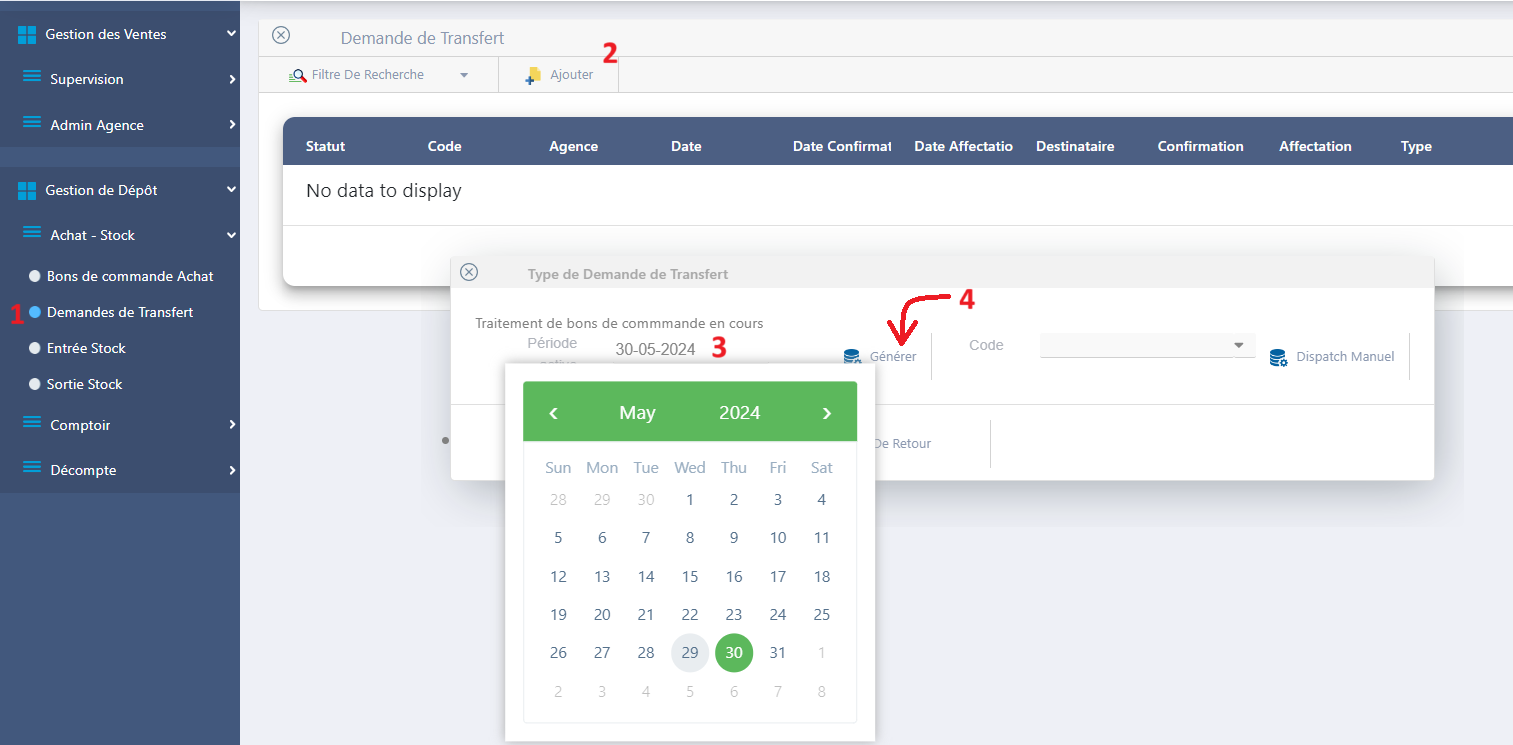 Gestion des Ventes
Supervision
Admin Agence
Gestion de Dépôt
Achat - Stock
Bons de commande Achat
1 Demandes de Transfert
Entrée Stock
Sortie Stock
Comptoir
Décompte
Demande de Transfert
2
Filtre De Recherche Ajouter
Statut Code Agence Date Date Confirmat Date Affectatio Destinataire Confirmation Affectation Type
No data to display
Type de Demande de Transfert
4
Traitement de bons de commmande en cours
Période
30-05-2024 3
Générer Code Dispatch Manuel
De Retour
May 2024
Sun Mon Tue Wed Thu Fri Sat
28 29 30 1 2 3 4
5 6 7 8 9 10 11
12 13 14 15 16 17 18
19 20 21 22 23 24 25
26 27 28 29 30 31 1
2 3 4 5 6 7 8